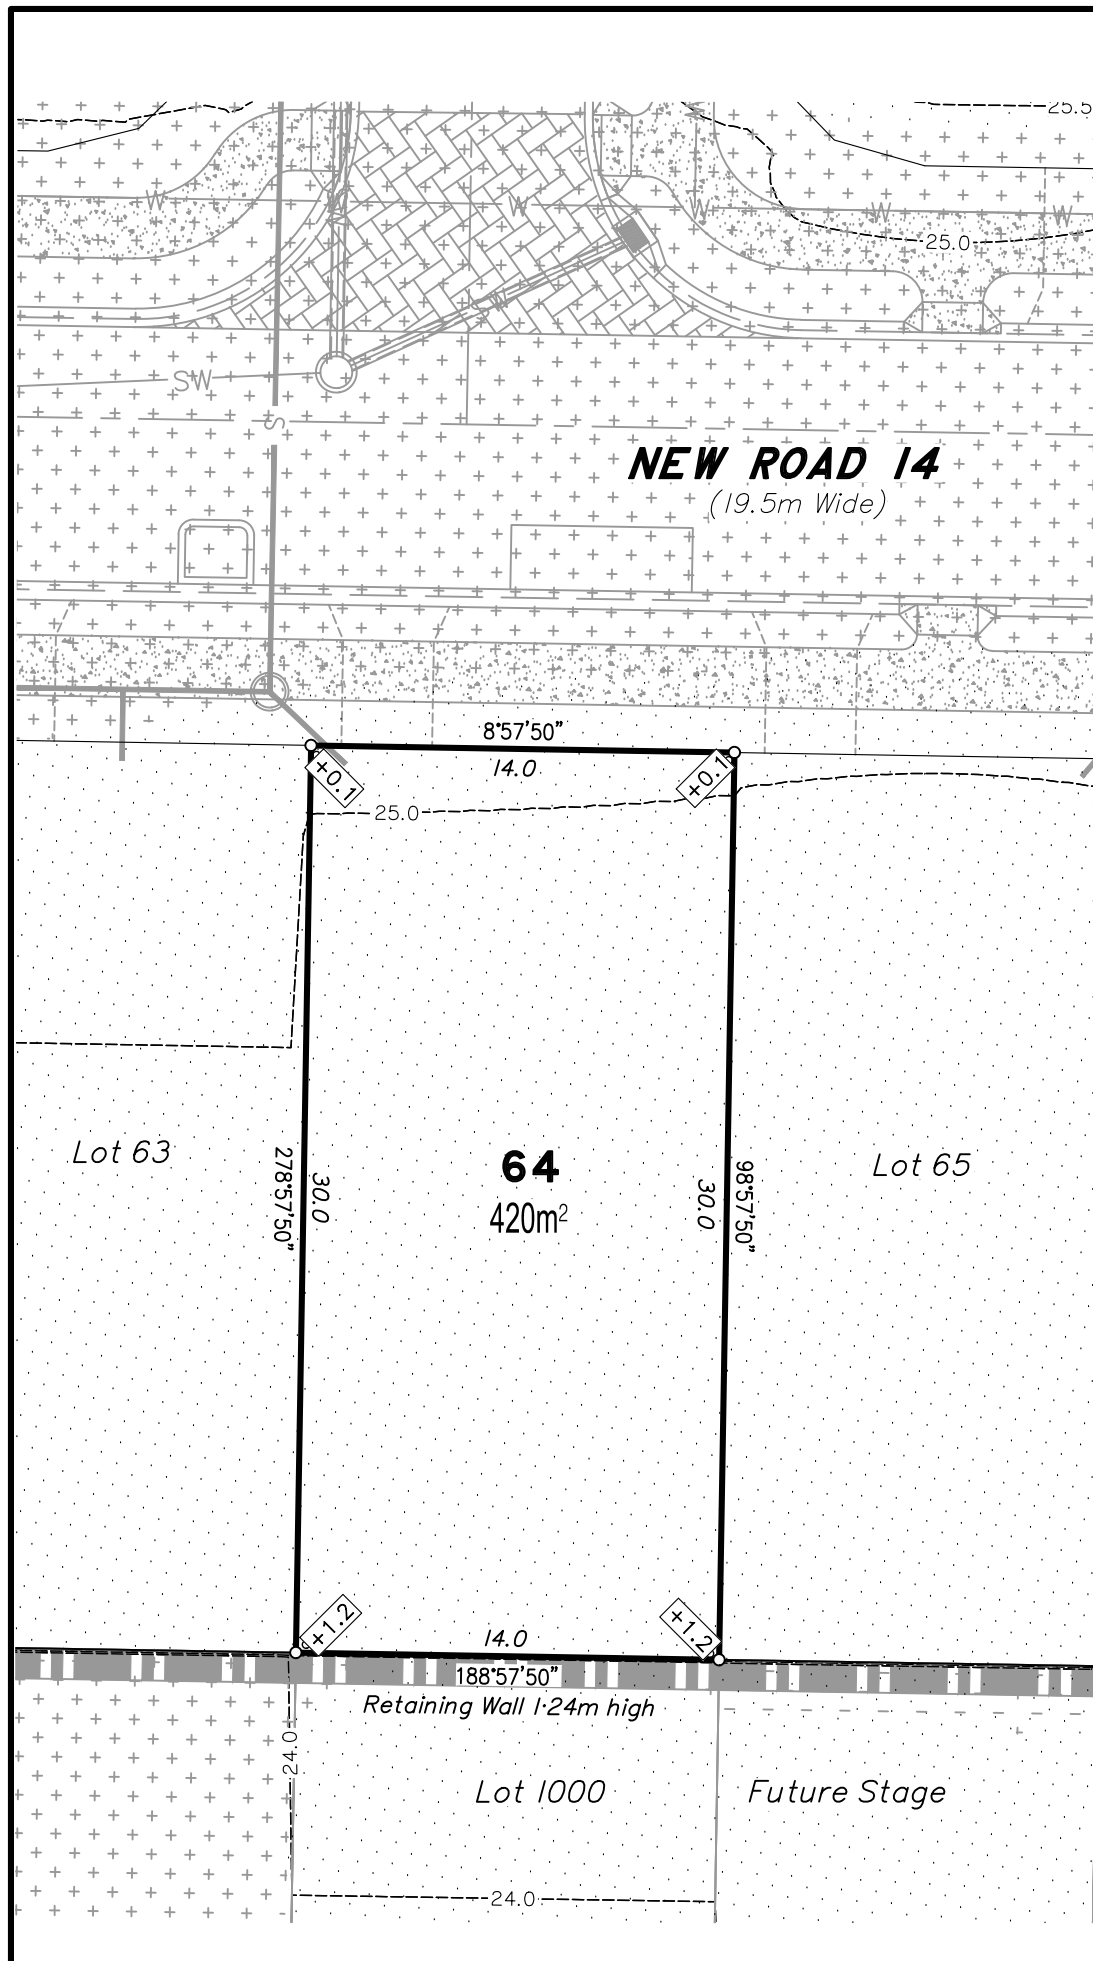 25.5
W
W
W
W
W
W
25.0
SW
SW
S
NEW ROAD 14
(19.5m Wide)
8°57'50"
14.0
+0.1
+0.1
25.0
Lot 63
278°57'50"
30.0
64
420m²
30.0
98°57'50"
Lot 65
+1.2
+1.2
14.0
188°57'50"
Retaining Wall 1·24m high
24.0
Lot 1000
Future Stage
24.0